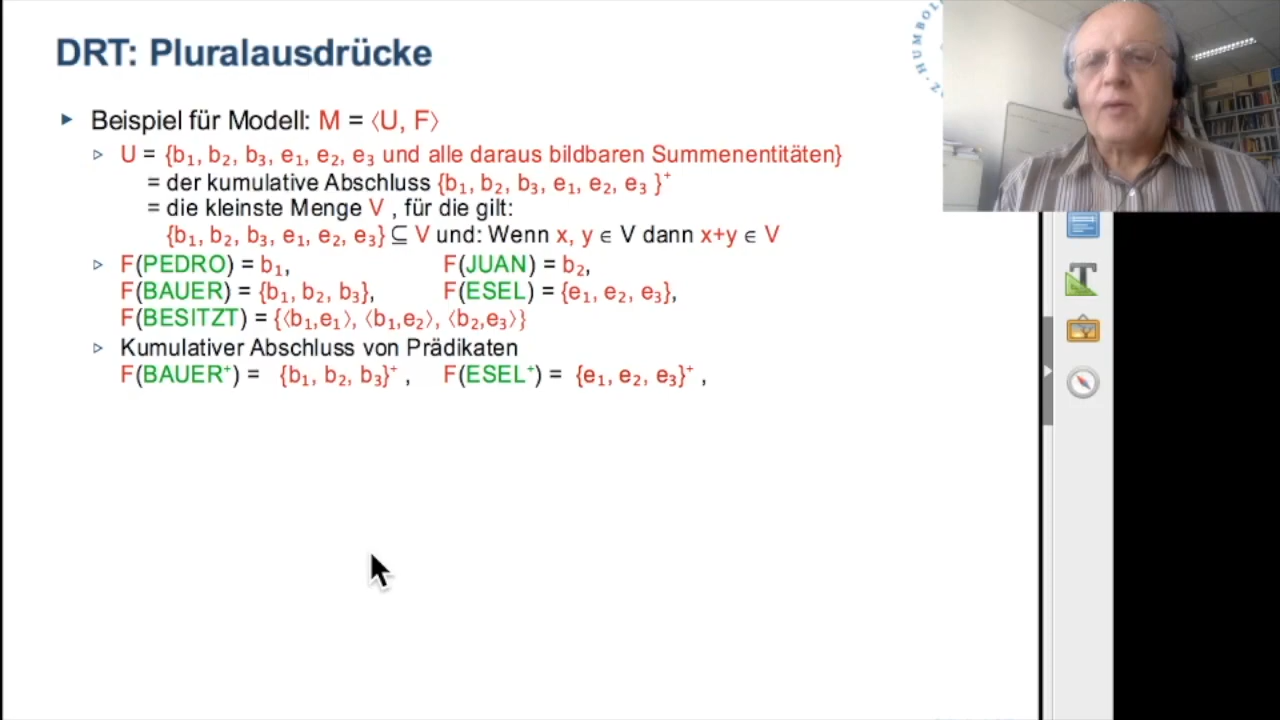 DRT: Pluralausdrücke
Beispiel für Modell: M = ⟨U, F⟩
U = {b₁, b₂, b₃, e₁, e₂, e₃ und alle daraus bildbaren Summenentitäten}
= der kumulative Abschluss {b₁, b₂, b₃, e₁, e₂, e₃ }⁺
= die kleinste Menge V , für die gilt:
{b₁, b₂, b₃, e₁, e₂, e₃} ⊆ V und: Wenn x, y ∈ V dann x+y ∈ V
F(PEDRO) = b₁, F(JUAN) = b₂,
F(BAUER) = {b₁, b₂, b₃}, F(ESEL) = {e₁, e₂, e₃},
F(BESITZT) = {⟨b₁,e₁⟩, ⟨b₁,e₂⟩, ⟨b₂,e₃⟩}
Kumulativer Abschluss von Prädikaten
F(BAUER⁺) = {b₁, b₂, b₃}⁺ , F(ESEL⁺) = {e₁, e₂, e₃}⁺ ,